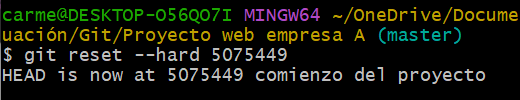 carme@DESKTOP-O56QO7I MINGW64 ~/OneDrive/Docume
uación/Git/Proyecto web empresa A (master)
$ git reset --hard 5075449
HEAD is now at 5075449 comienzo del proyecto